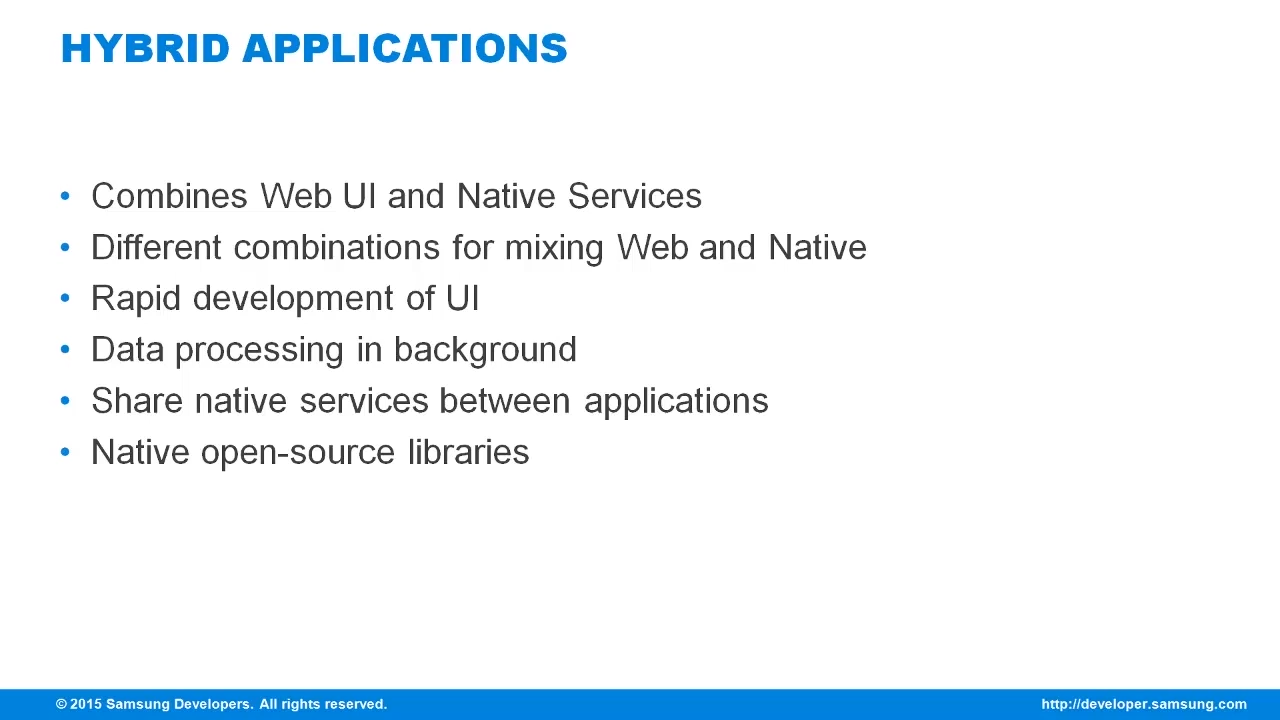 HYBRID APPLICATIONS
• Combines Web UI and Native Services
• Different combinations for mixing Web and Native
• Rapid development of UI
• Data processing in background
• Share native services between applications
• Native open-source libraries
© 2015 Samsung Developers. All rights reserved.
http://developer.samsung.com